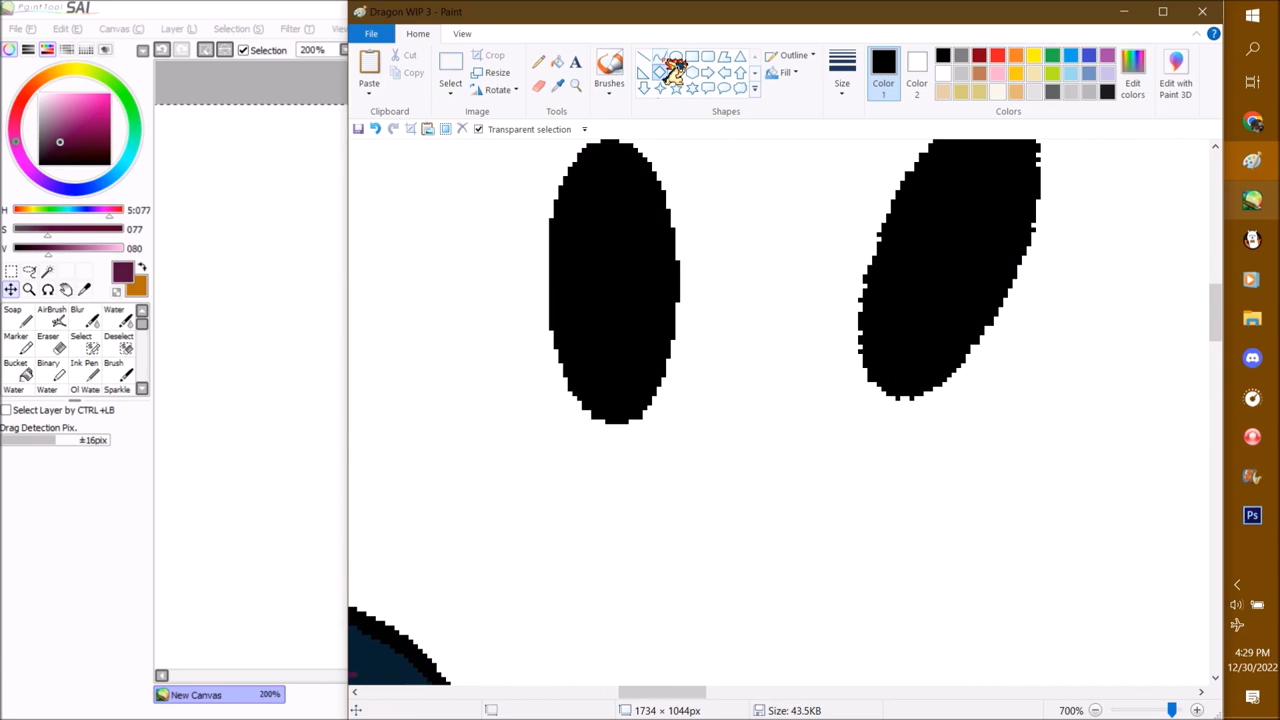 PaintTool SAI
Dragon WIP 3 - Paint
File (F) Edit (E) Canvas (C) Layer (L) Selection (S) Filter (T)
File Home View
Selection 200%
Paste
Cut
Copy
Clipboard
Select
Crop
Resize
Rotate
Image
A
Tools
Brushes
Shapes
Outline
Fill
Size
Color 1
Color 2
Edit colors
Edit with Paint 3D
Colors
Transparent selection
H 5:077
S 077
V 080
Soap AirBrush Blur Water
Marker Eraser Select Deselect
Bucket Binary Ink Pen Brush
Water Water Ol Wate Sparkle
Select Layer by CTRL +LB
Drag Detection Pix.
±16pix
New Canvas 200%
1734 × 1044px
Size: 43.5KB
700%
Ps
4:29 PM
12/30/2022